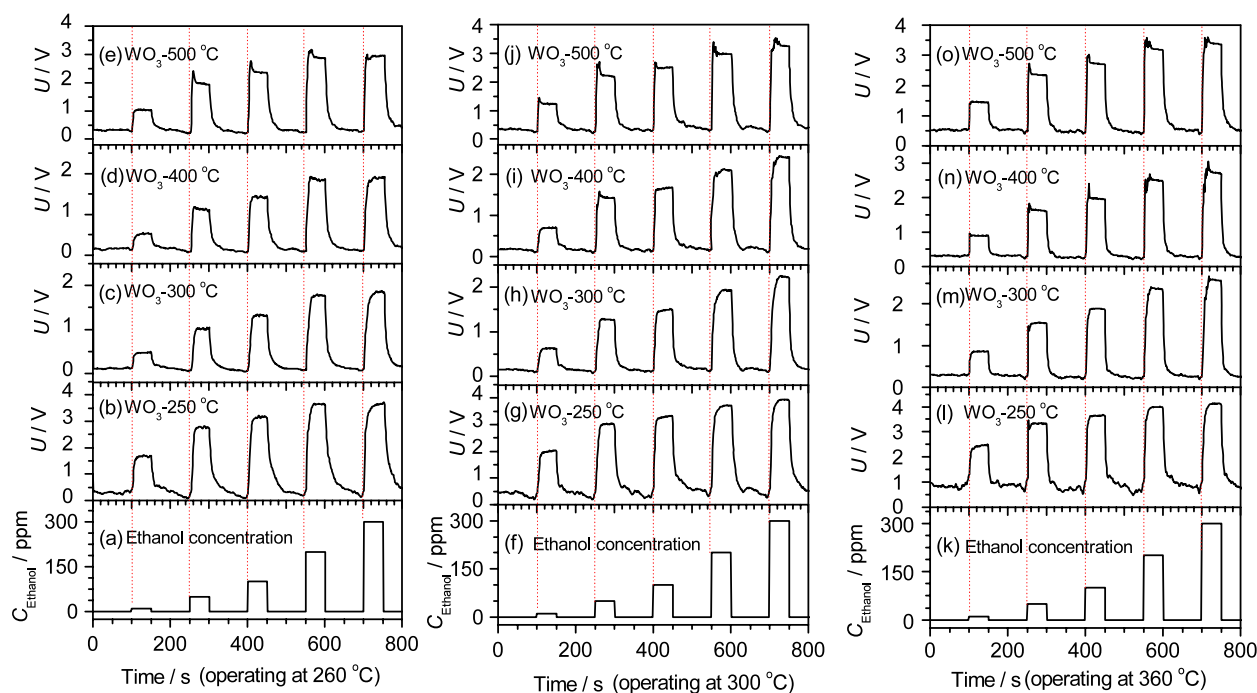 (e) WO3-500 °C
U / V
4
3
2
1
0
(d) WO3-400 °C
U / V
2
1
0
(c) WO3-300 °C
U / V
2
1
0
(b) WO3-250 °C
U / V
4
3
2
1
0
(a) Ethanol concentration
CEthanol / ppm
300
150
0
0 200 400 600 800
Time / s (operating at 260 °C)
(j) WO3-500 °C
U / V
4
3
2
1
0
(i) WO3-400 °C
U / V
2
1
0
(h) WO3-300 °C
U / V
2
1
0
(g) WO3-250 °C
U / V
4
3
2
1
0
(f) Ethanol concentration
CEthanol / ppm
300
150
0
0 200 400 600 800
Time / s (operating at 300 °C)
(o) WO3-500 °C
U / V
4
3
2
1
0
(n) WO3-400 °C
U / V
3
2
1
0
(m) WO3-300 °C
U / V
2
1
0
(l) WO3-250 °C
U / V
4
3
2
1
0
(k) Ethanol concentration
CEthanol / ppm
300
150
0
0 200 400 600 800
Time / s (operating at 360 °C)